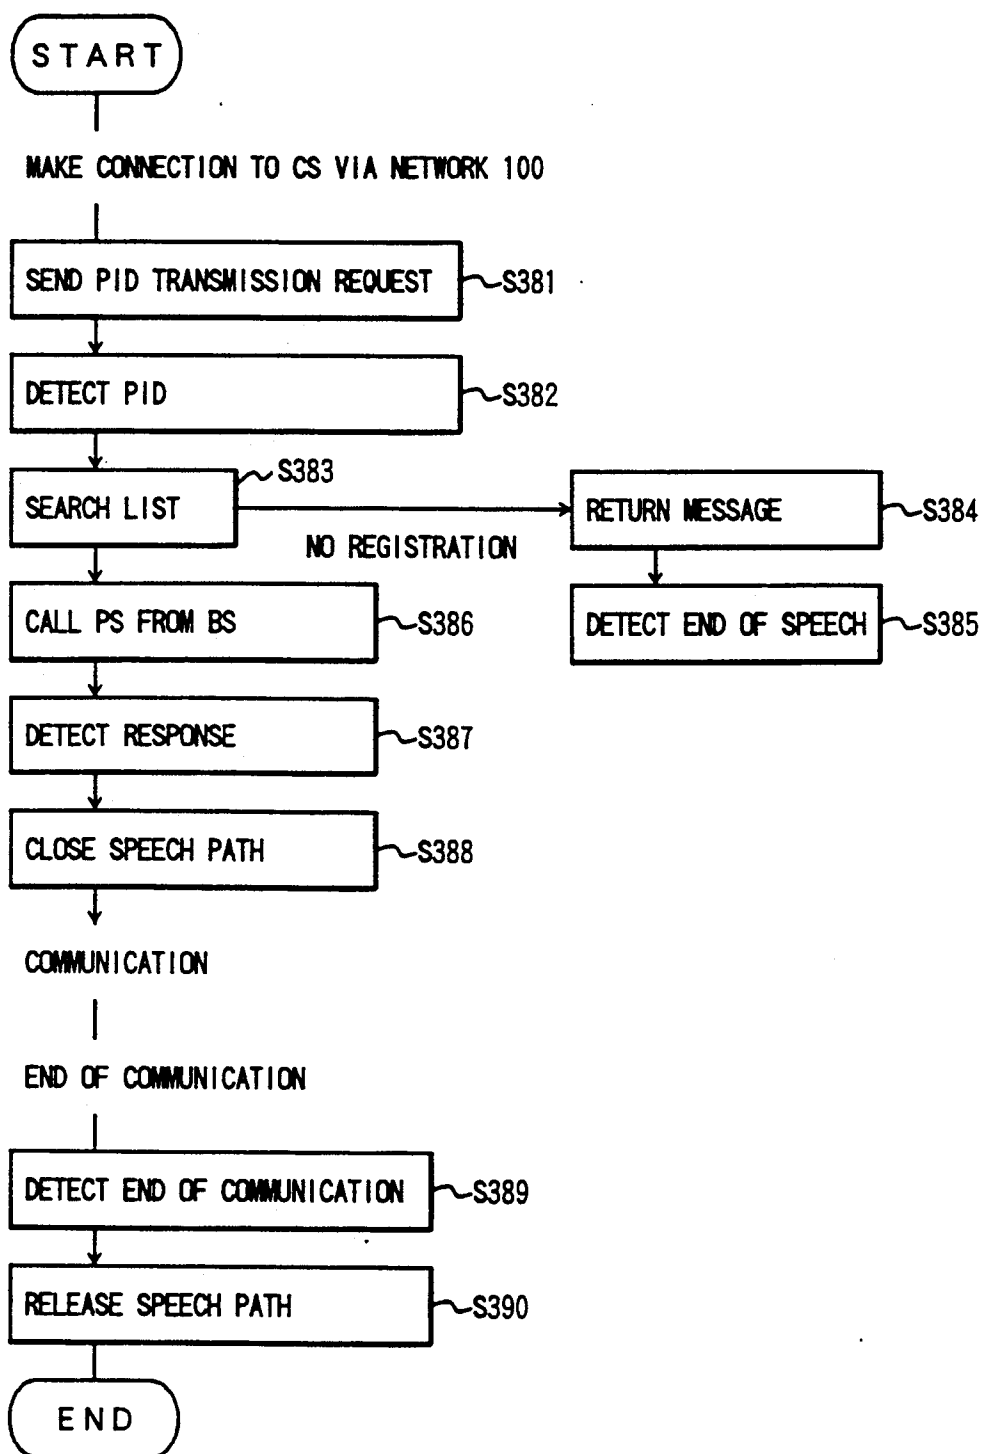 START
MAKE CONNECTION TO CS VIA NETWORK 100
SEND PID TRANSMISSION REQUEST
S381
DETECT PID
S382
SEARCH LIST
S383
NO REGISTRATION
RETURN MESSAGE
S384
DETECT END OF SPEECH
S385
CALL PS FROM BS
S386
DETECT RESPONSE
S387
CLOSE SPEECH PATH
S388
COMMUNICATION
END OF COMMUNICATION
DETECT END OF COMMUNICATION
S389
RELEASE SPEECH PATH
S390
END